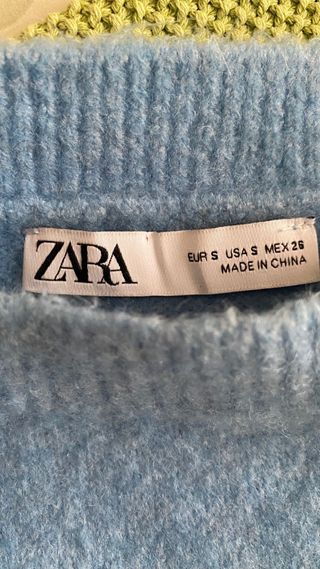 ZARA
EUR S USA S MEX 26
MADE IN CHINA